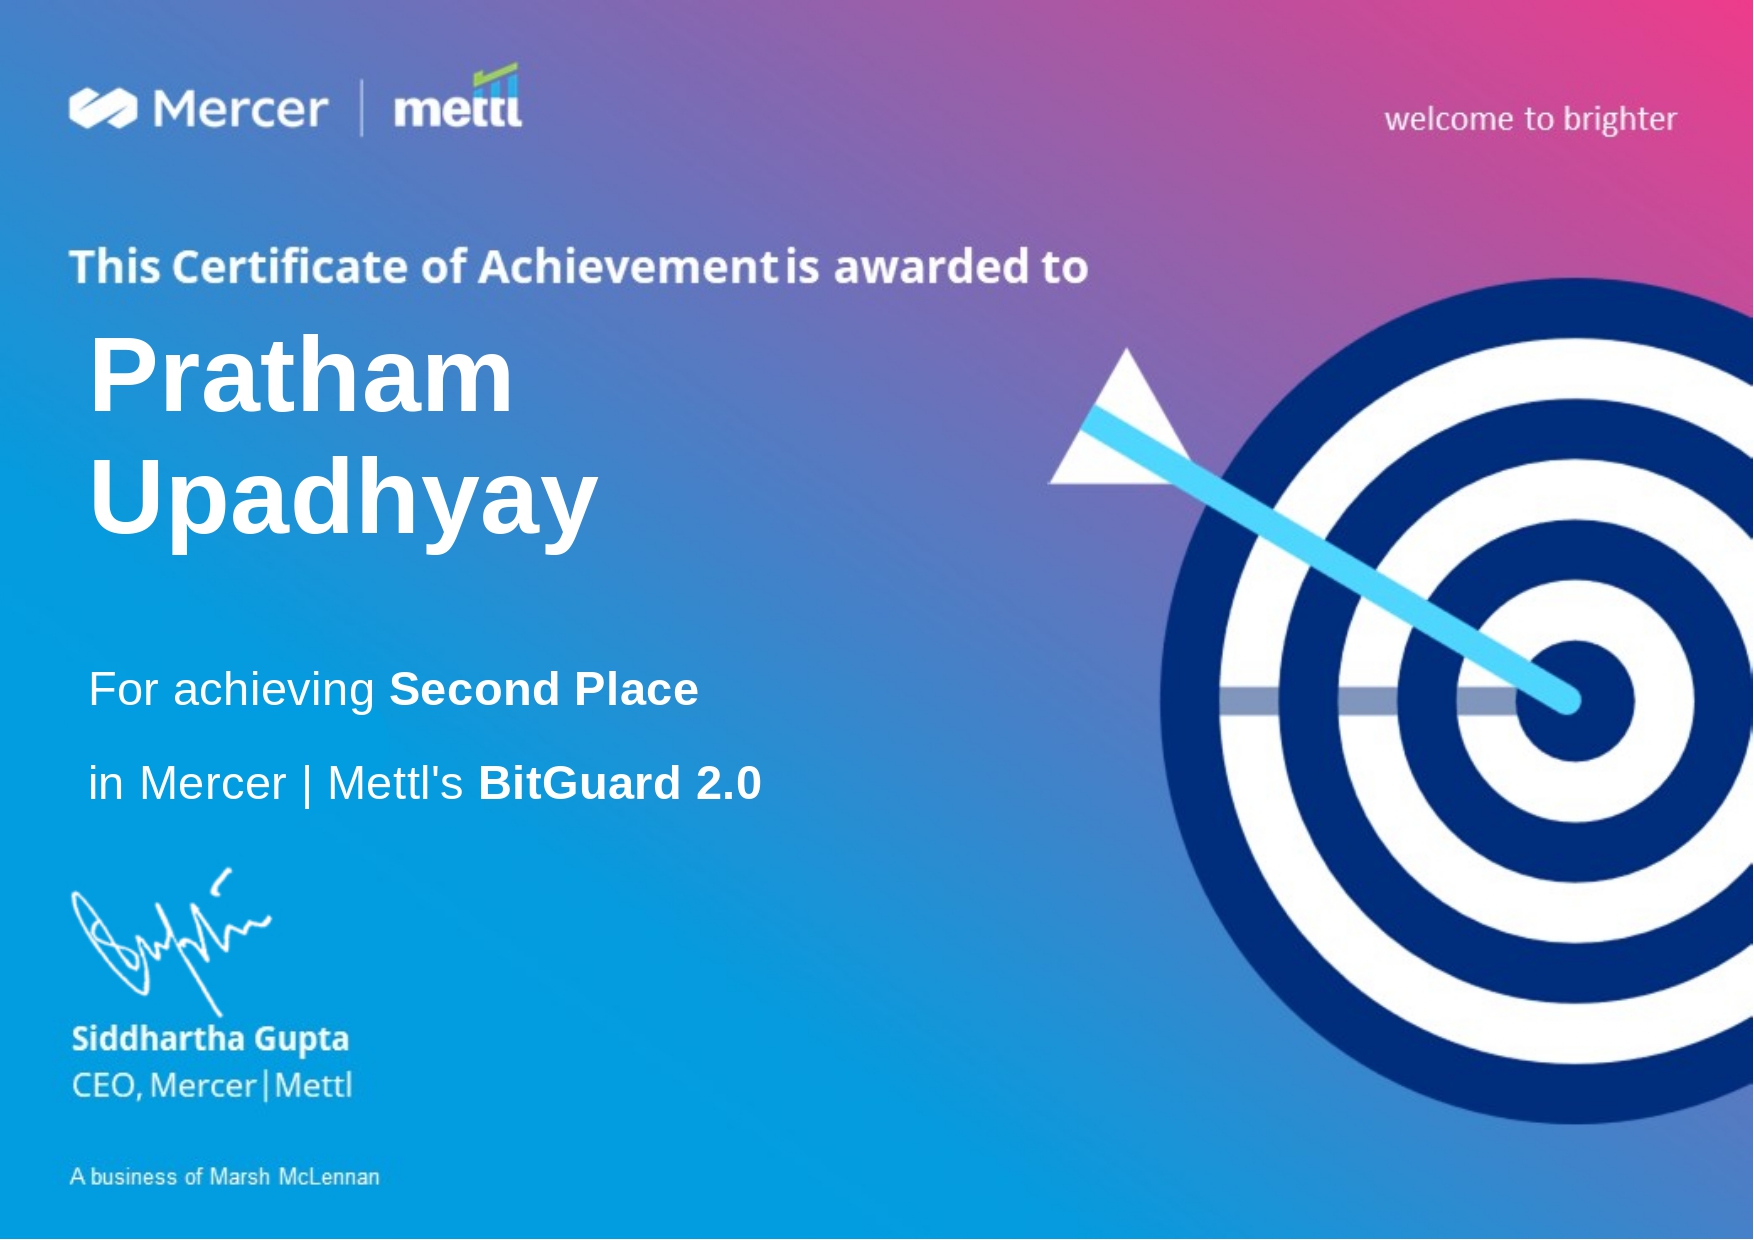 Mercer | mettl
welcome to brighter
This Certificate of Achievement is awarded to
Pratham
Upadhyay
For achieving Second Place
in Mercer | Mettl's BitGuard 2.0
Siddhartha Gupta
CEO, Mercer|Mettl
A business of Marsh McLennan